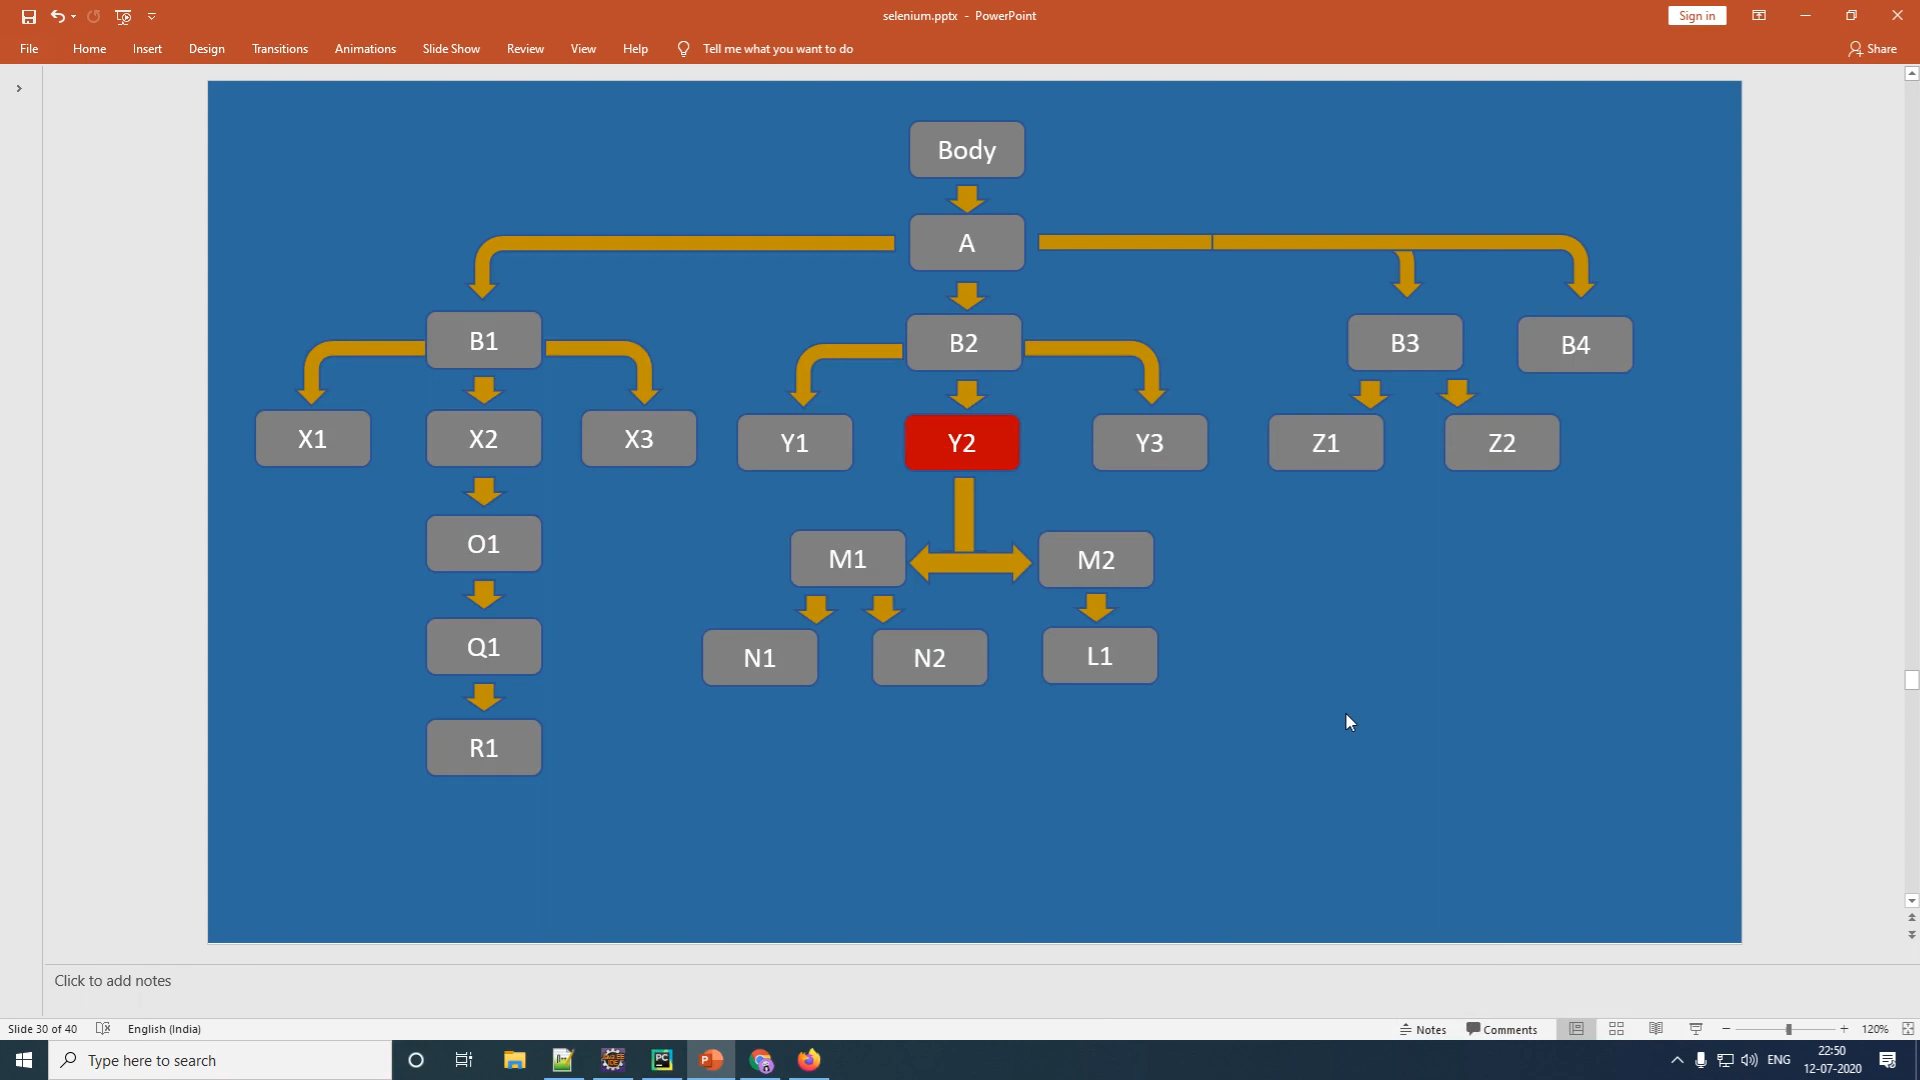 selenium.pptx - PowerPoint
Sign in
File Home Insert Design Transitions Animations Slide Show Review View Help Tell me what you want to do Share
Body
A
B1 B2 B3 B4
X1 X2 X3 Y1 Y2 Y3 Z1 Z2
O1 M1 M2
Q1 N1 N2 L1
R1
Click to add notes
Slide 30 of 40 English (India) Notes Comments 120%
Type here to search
PC
ENG
22:50
12-07-2020